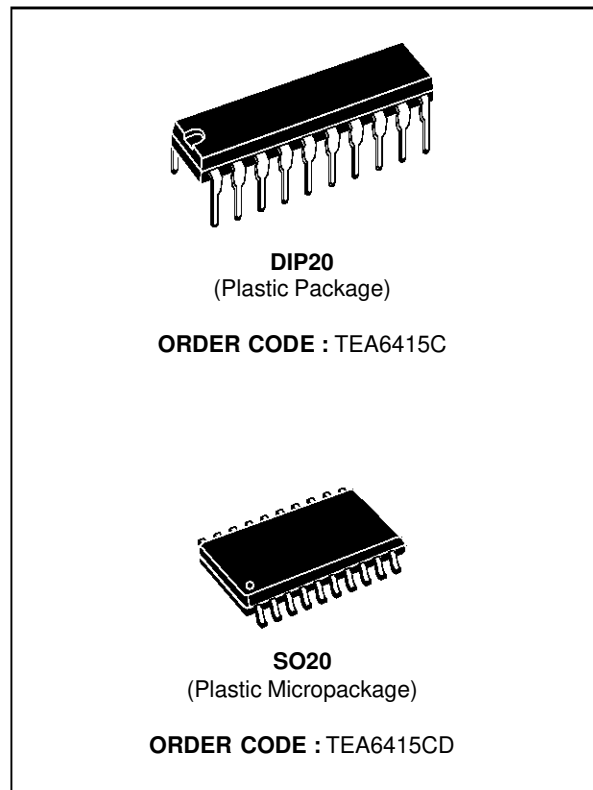 DIP20
(Plastic Package)
ORDER CODE : TEA6415C
SO20
(Plastic Micropackage)
ORDER CODE : TEA6415CD